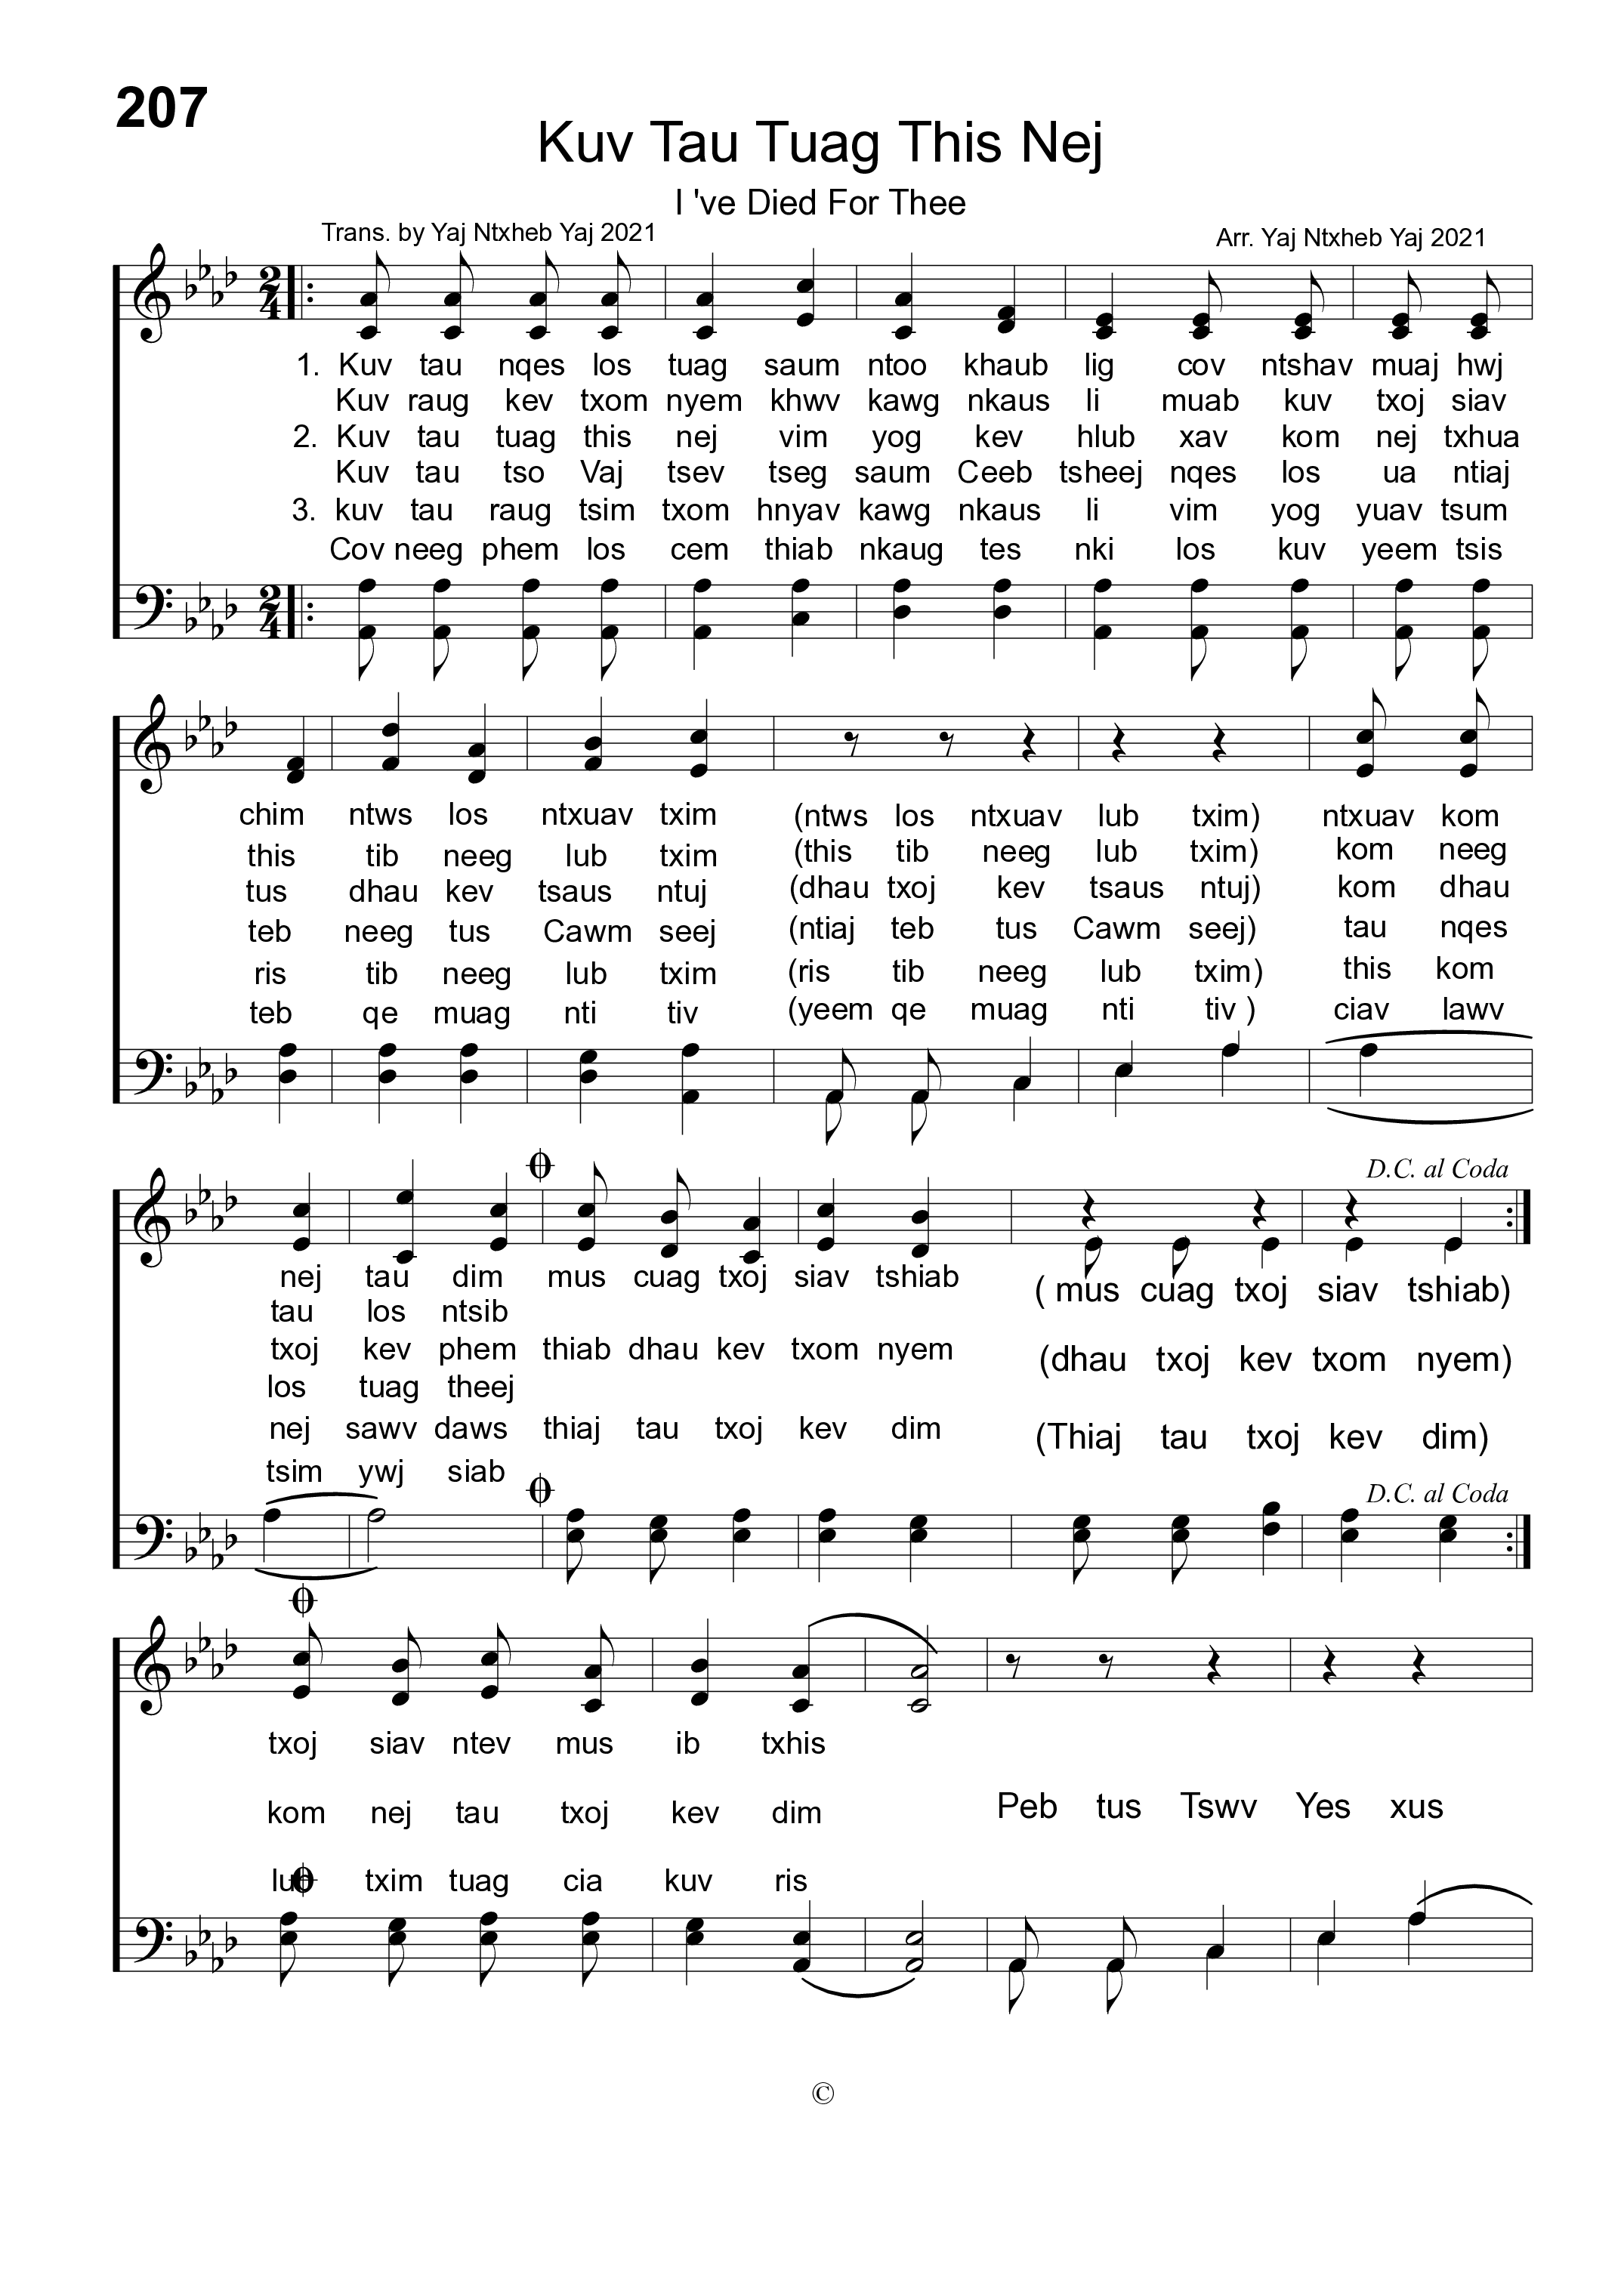 207
Kuv Tau Tuag This Nej
I 've Died For Thee
Trans. by Yaj Ntxheb Yaj 2021
Arr. Yaj Ntxheb Yaj 2021
1. Kuv tau nqes los tuag saum ntoo khaub lig cov ntshav muaj hwj
Kuv raug kev txom nyem khwv kawg nkaus li muab kuv txoj siav
2. Kuv tau tuag this nej vim yog kev hlub xav kom nej txhua
Kuv tau tso Vaj tsev tseg saum Ceeb tsheej nqes los ua ntiaj
3. kuv tau raug tsim txom hnyav kawg nkaus li vim yog yuav tsum
Cov neeg phem los cem thiab nkaug tes nki los kuv yeem tsis
chim ntws los ntxuav txim (ntws los ntxuav lub txim) ntxuav kom
this tib neeg lub txim (this tib neeg lub txim) kom neeg
tus dhau kev tsaus ntuj (dhau txoj kev tsaus ntuj) kom dhau
teb neeg tus Cawm seej (ntiaj teb tus Cawm seej) tau nqes
ris tib neeg lub txim (ris tib neeg lub txim) this kom
teb qe muag nti tiv (yeem qe muag nti tiv ) ciav lawv
D.C. al Coda
nej tau dim mus cuag txoj siav tshiab ( mus cuag txoj siav tshiab)
tau los ntsib
txoj kev phem thiab dhau kev txom nyem (dhau txoj kev txom nyem)
los tuag theej
nej sawv daws thiaj tau txoj kev dim (Thiaj tau txoj kev dim)
tsim ywj siab
D.C. al Coda
txoj siav ntev mus ib txhis
kom nej tau txoj kev dim Peb tus Tswv Yes xus
lub txim tuag cia kuv ris
©